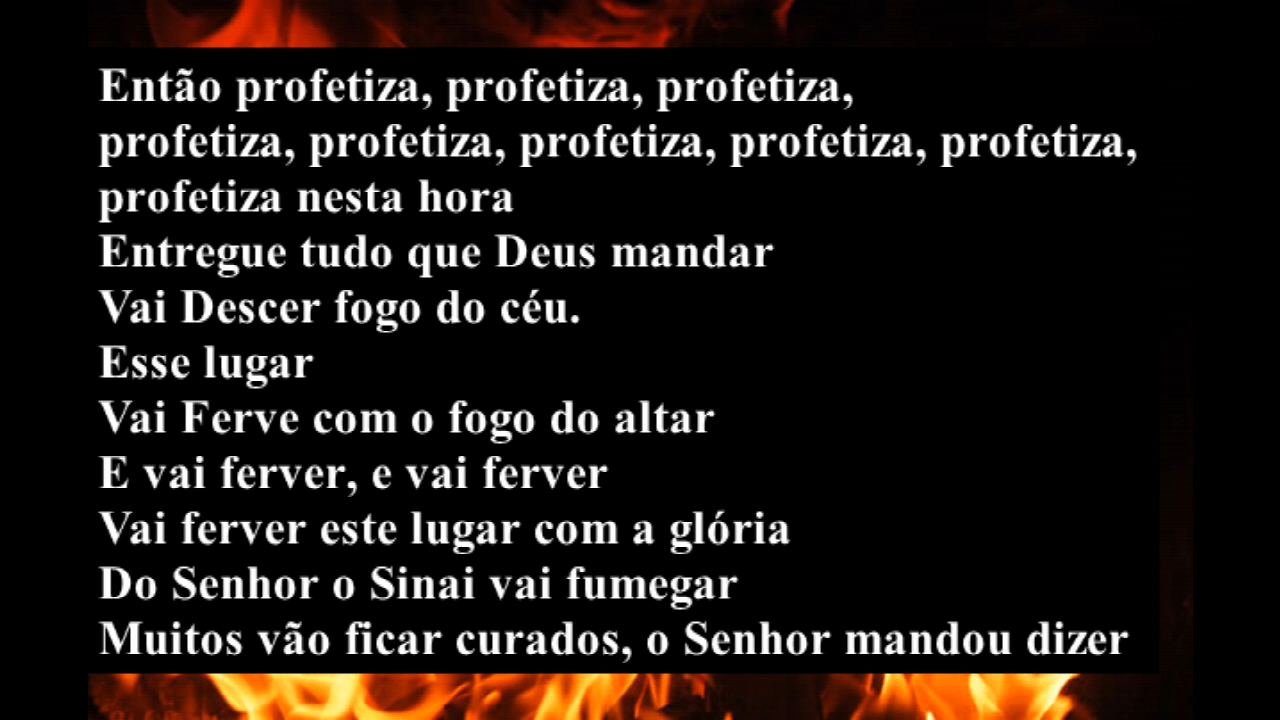 Então profetiza, profetiza, profetiza,
profetiza, profetiza, profetiza, profetiza, profetiza,
profetiza nesta hora
Entregue tudo que Deus mandar
Vai Descer fogo do céu.
Esse lugar
Vai Ferve com o fogo do altar
E vai ferver, e vai ferver
Vai ferver este lugar com a glória
Do Senhor o Sinai vai fumegar
Muitos vão ficar curados, o Senhor mandou dizer